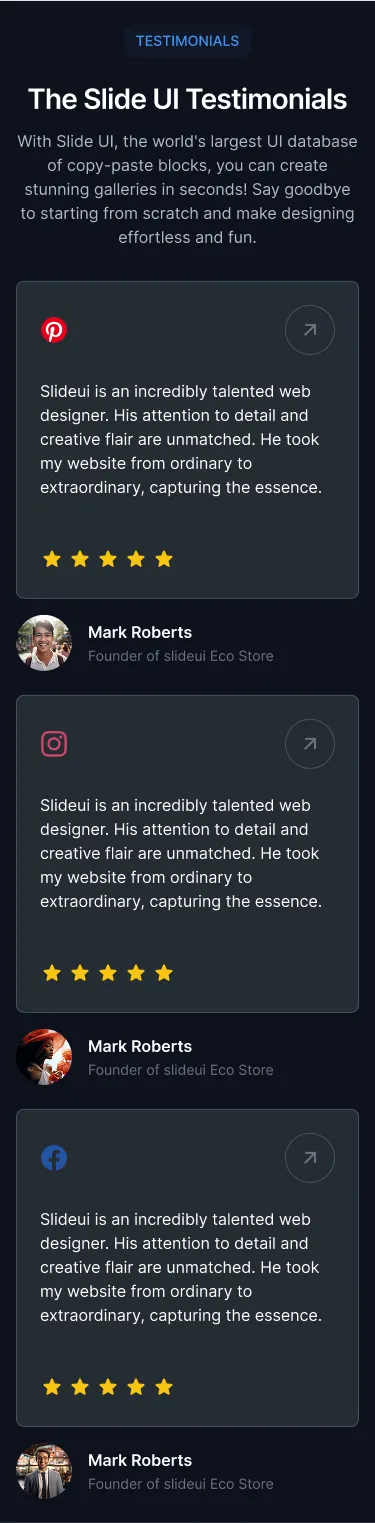 TESTIMONIALS
The Slide UI Testimonials
With Slide UI, the world's largest UI database
of copy-paste blocks, you can create
stunning galleries in seconds! Say goodbye
to starting from scratch and make designing
effortless and fun.
Slideui is an incredibly talented web
designer. His attention to detail and
creative flair are unmatched. He took
my website from ordinary to
extraordinary, capturing the essence.
Mark Roberts
Founder of slideui Eco Store
Slideui is an incredibly talented web
designer. His attention to detail and
creative flair are unmatched. He took
my website from ordinary to
extraordinary, capturing the essence.
Mark Roberts
Founder of slideui Eco Store
Slideui is an incredibly talented web
designer. His attention to detail and
creative flair are unmatched. He took
my website from ordinary to
extraordinary, capturing the essence.
Mark Roberts
Founder of slideui Eco Store